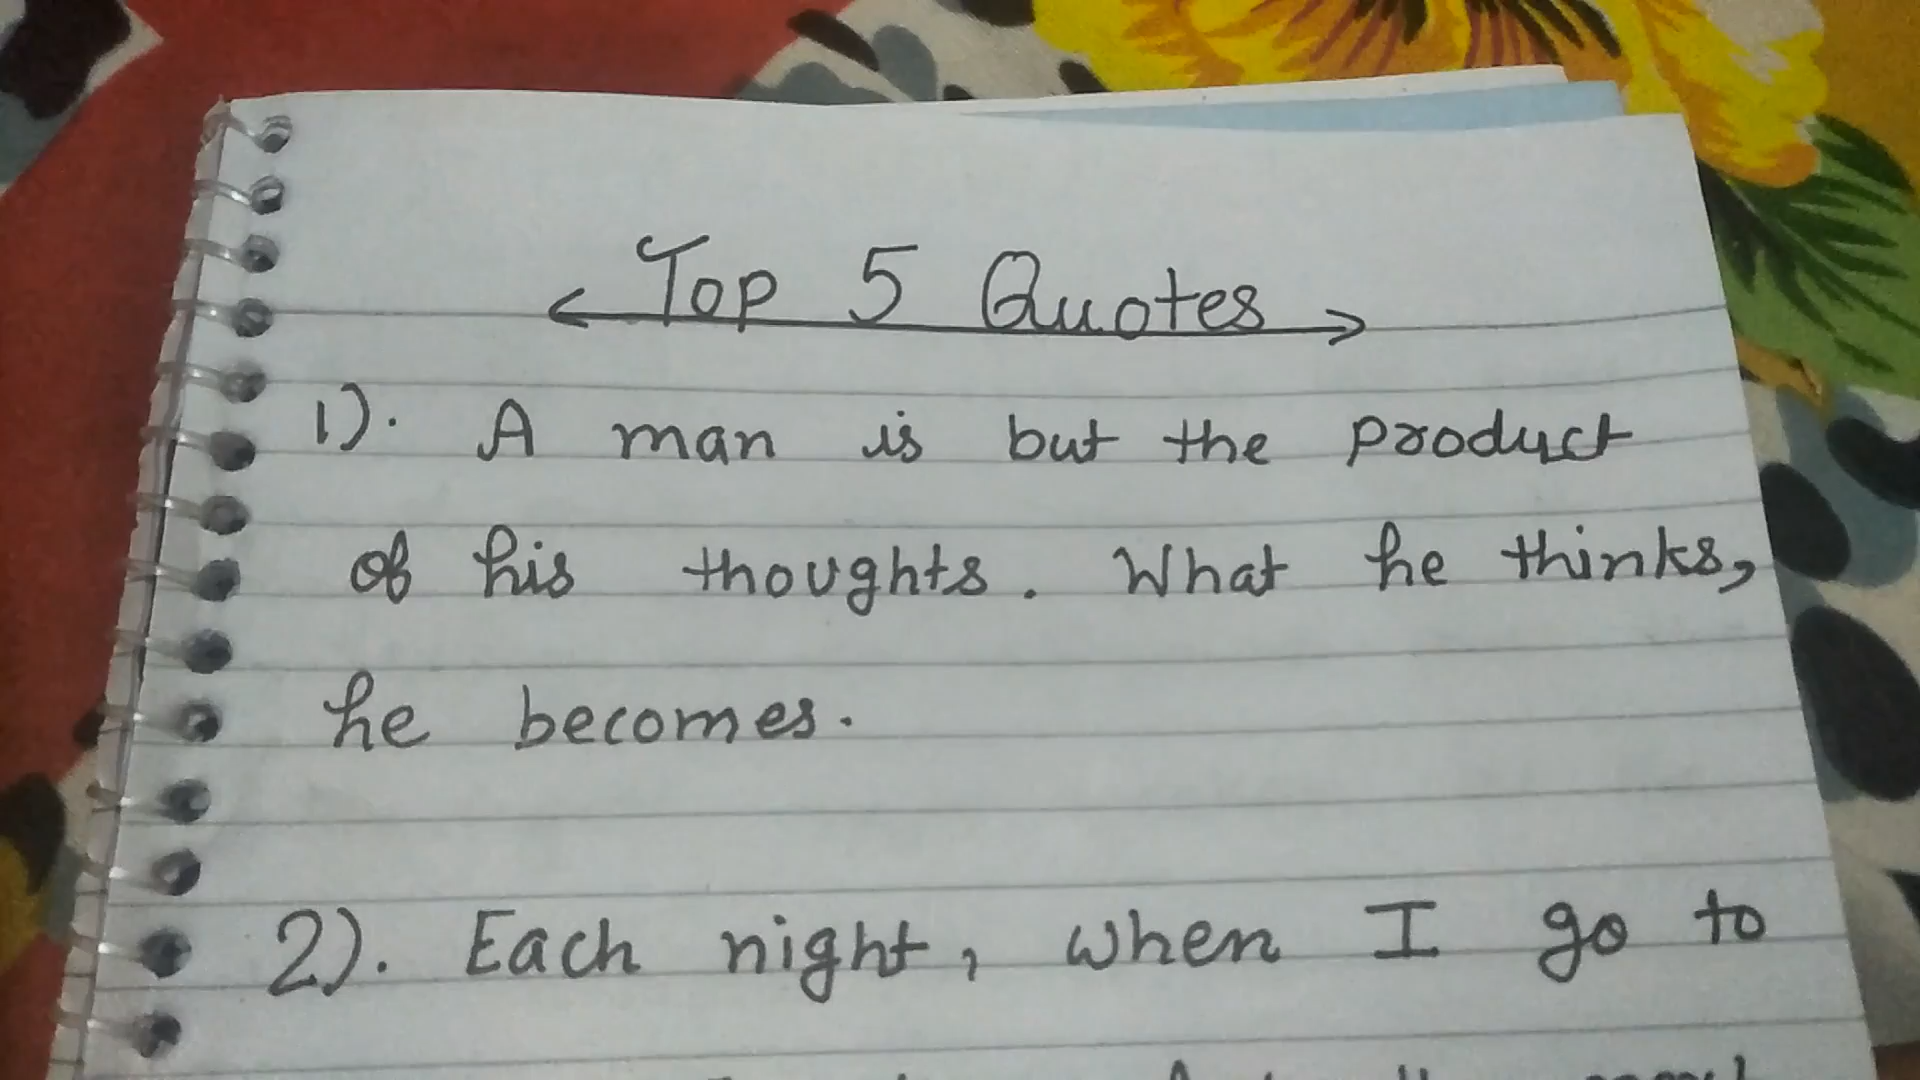 Top 5 Quotes
1). A man is but the product
of his thoughts. What he thinks,
he becomes.
2). Each night, when I go to